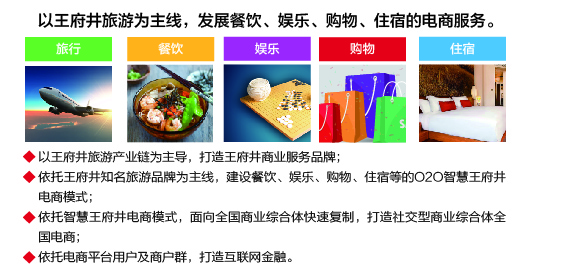 以王府井旅游为主线，发展餐饮、娱乐、购物、住宿的电商服务。
旅行
餐饮
娱乐
购物
住宿
以王府井旅游产业链为主导，打造王府井商业服务品牌；
依托王府井知名旅游品牌为主线，建设餐饮、娱乐、购物、住宿等的O2O智慧王府井
电商模式；
依托智慧王府井电商模式，面向全国商业综合体快速复制，打造社交型商业综合体全
国电商；
依托电商平台用户及商户群，打造互联网金融。